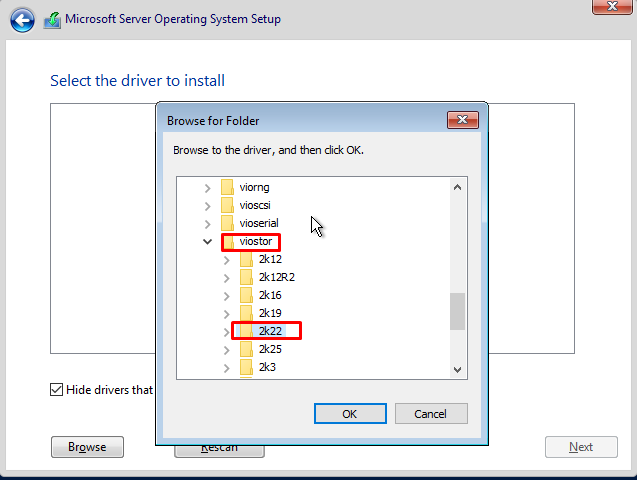 Microsoft Server Operating System Setup
Select the driver to install
Browse for Folder
Browse to the driver, and then click OK.
viorng
vioscsi
vioserial
viostor
2k12
2k12R2
2k16
2k19
2k22
2k25
2k3
OK Cancel
Hide drivers that
Browse Rescan Next